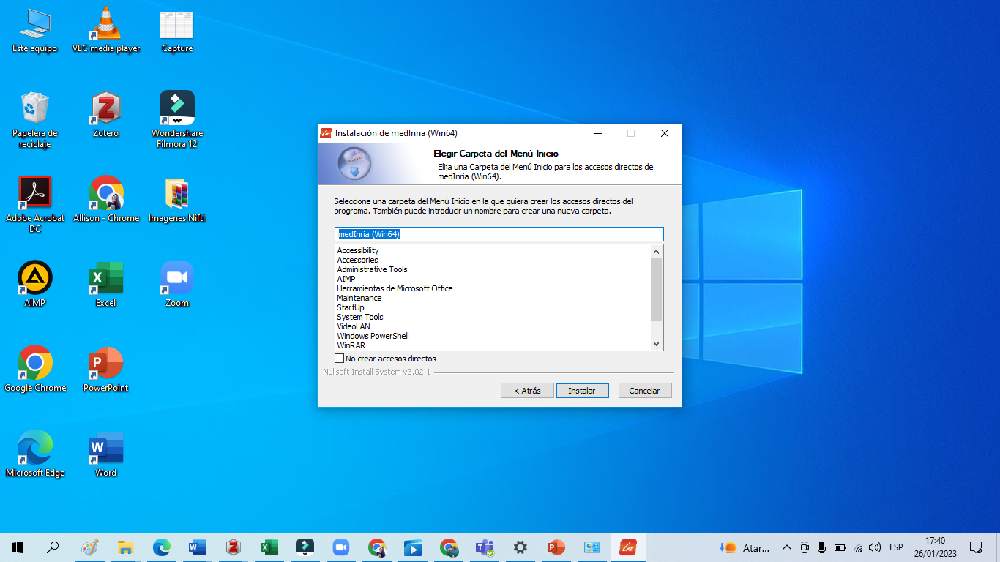 Este equipo
VLC media player
Capture
Papelera de
reciclaje
Zotero
Wondershare
Filmora 12
Adobe Acrobat
DC
Allison - Chrome
Imagenes Nifti
AIMP
Excel
Zoom
Google Chrome
PowerPoint
Microsoft Edge
Word
Instalación de medInria (Win64)
Elegir Carpeta del Menú Inicio
Elija una Carpeta del Menú Inicio para los accesos directos de
medInria (Win64).
Seleccione una carpeta del Menú Inicio en la que quiera crear los accesos directos del
programa. También puede introducir un nombre para crear una nueva carpeta.
medInria (Win64)
Accessibility
Accessories
Administrative Tools
AIMP
Herramientas de Microsoft Office
Maintenance
StartUp
System Tools
VideoLAN
Windows PowerShell
WinRAR
No crear accesos directos
Nullsoft Install System v3.02.1
< Atrás
Instalar
Cancelar
Atar...
ESP
17:40
26/01/2023